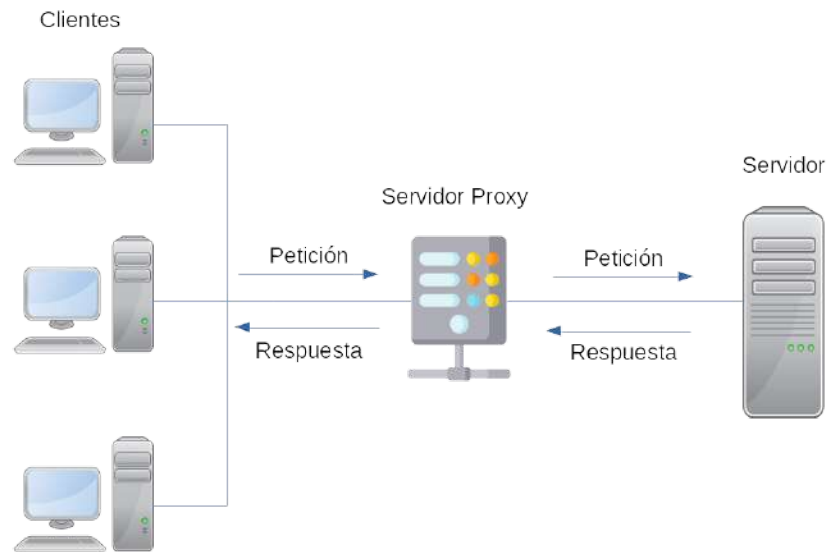 Clientes
Servidor
Servidor Proxy
Petición
Petición
Respuesta
Respuesta